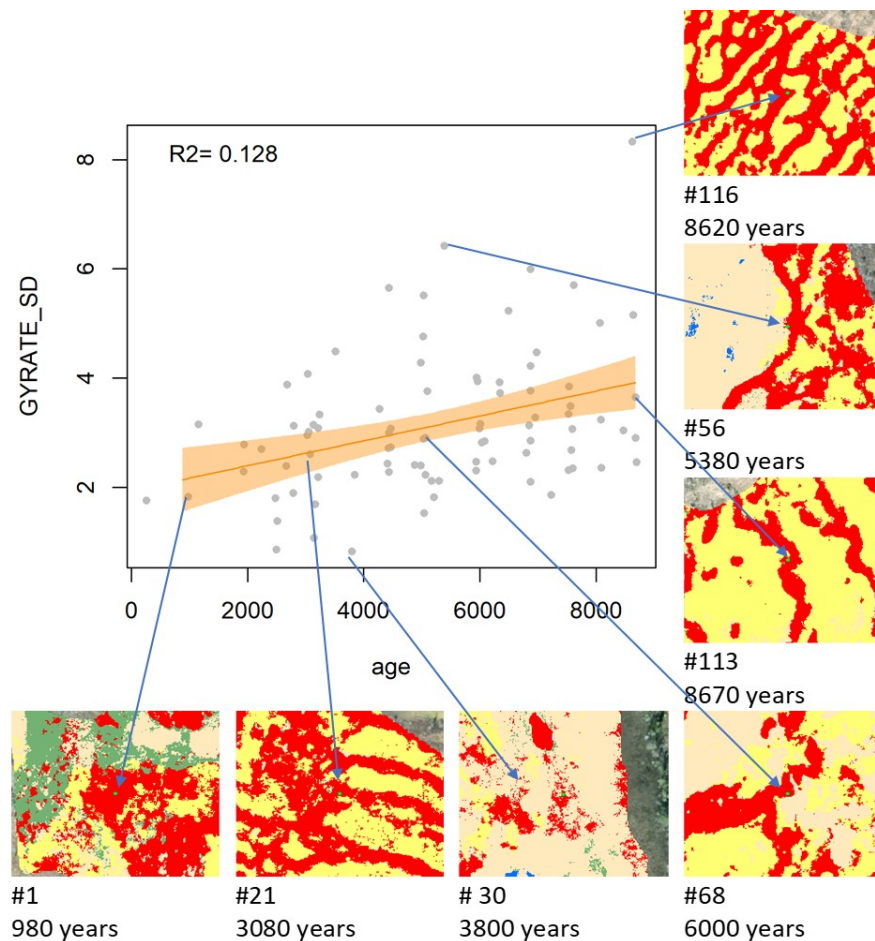 R2= 0.128
8
6
4
2
GYRATE_SD
0
2000
4000
6000
8000
age
#116
8620 years
#56
5380 years
#113
8670 years
#1
980 years
#21
3080 years
# 30
3800 years
#68
6000 years